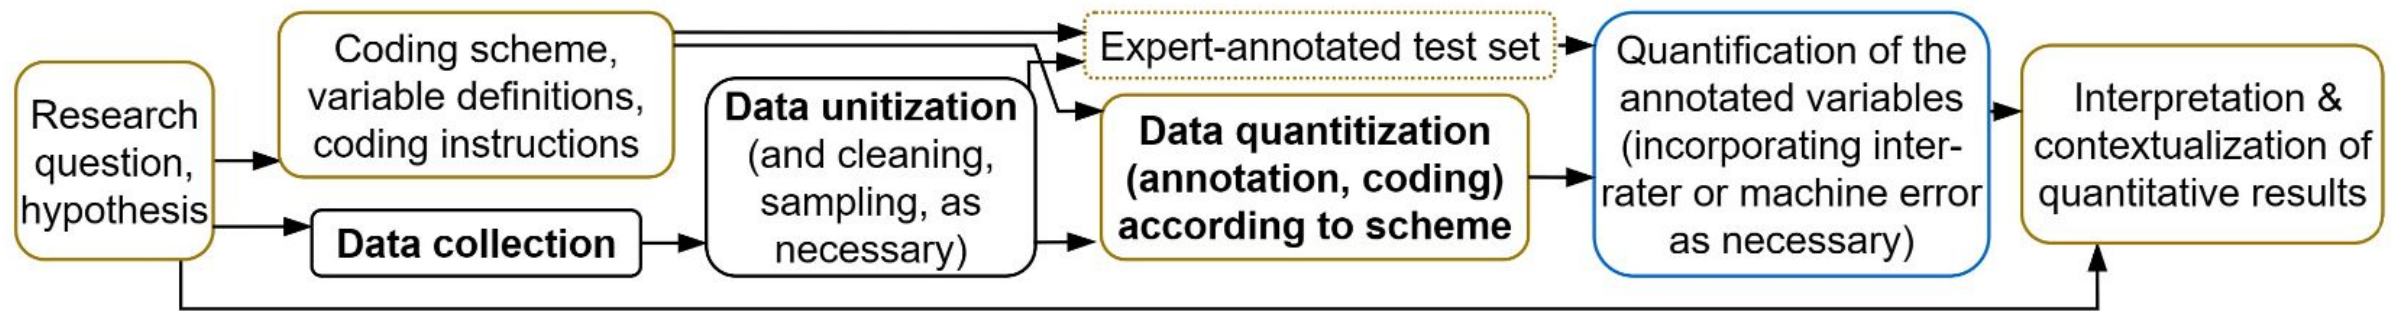 Research
question,
hypothesis
Coding scheme,
variable definitions,
coding instructions
Data collection
Data unitization
(and cleaning,
sampling, as
necessary)
Expert-annotated test set
Data quantitization
(annotation, coding)
according to scheme
Quantification of the
annotated variables
(incorporating inter-
rater or machine error
as necessary)
Interpretation &
contextualization of
quantitative results